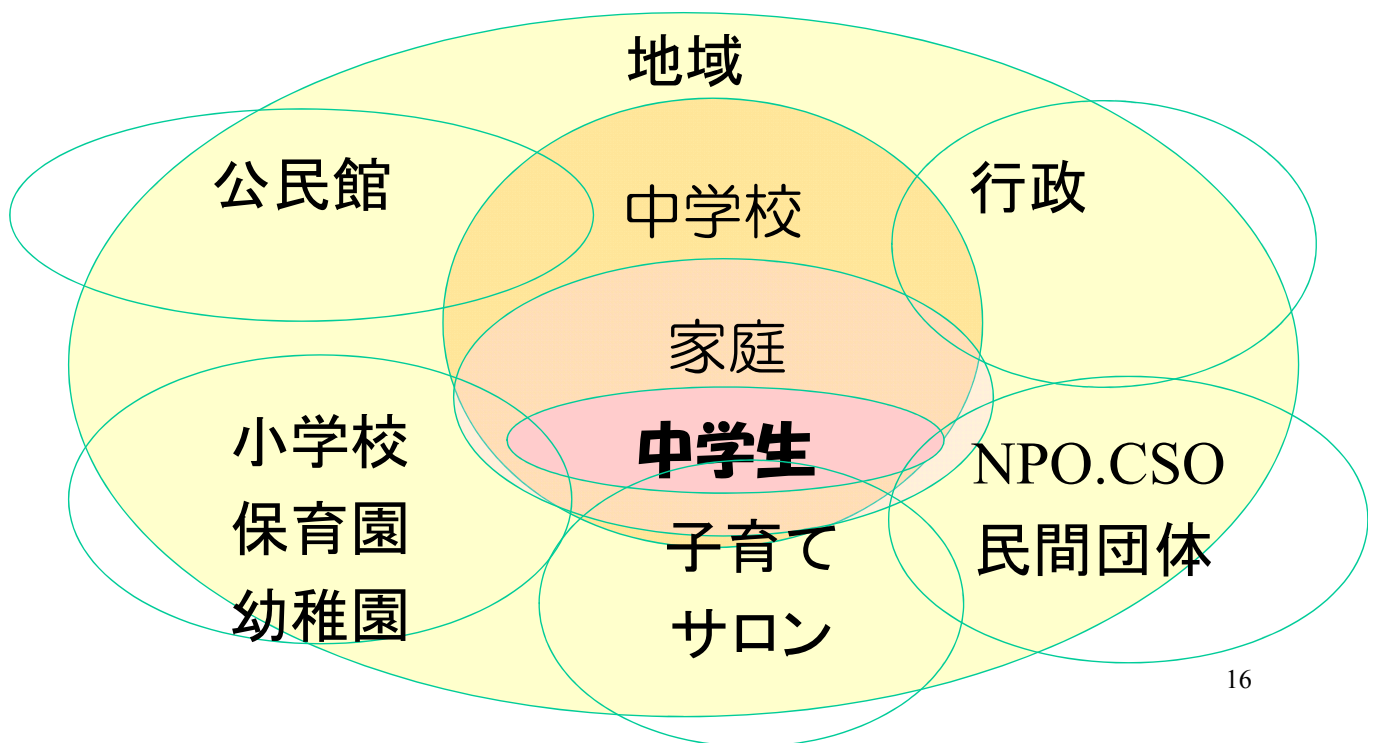 地域
公民館
中学校
行政
家庭
中学生
小学校
保育園
幼稚園
子育て
サロン
NPO.CSO
民間団体
16